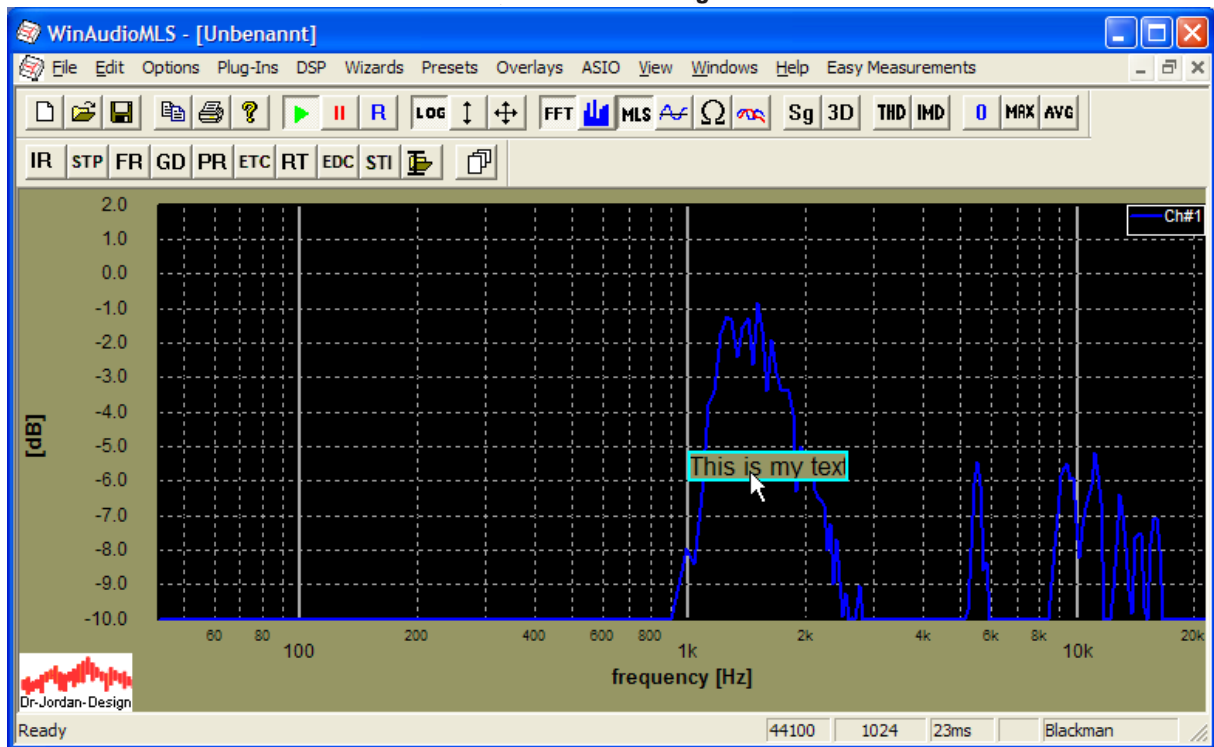 WinAudioMLS - [Unbenannt]
File Edit Options Plug-Ins DSP Wizards Presets Overlays ASIO View Windows Help Easy Measurements
R LOG FFT MLS Ω Sg 3D THD IMD 0 MAX AVG
IR STP FR GD PR ETC RT EDC STI
Ch#1
2.0
1.0
0.0
-1.0
-2.0
-3.0
-4.0
-5.0
-6.0
-7.0
-8.0
-9.0
-10.0
[dB]
This is my text
60 80 200 400 600 800 2k 4k 6k 8k 20k
100 1k 10k
frequency [Hz]
Dr-Jordan-Design
Ready 44100 1024 23ms Blackman